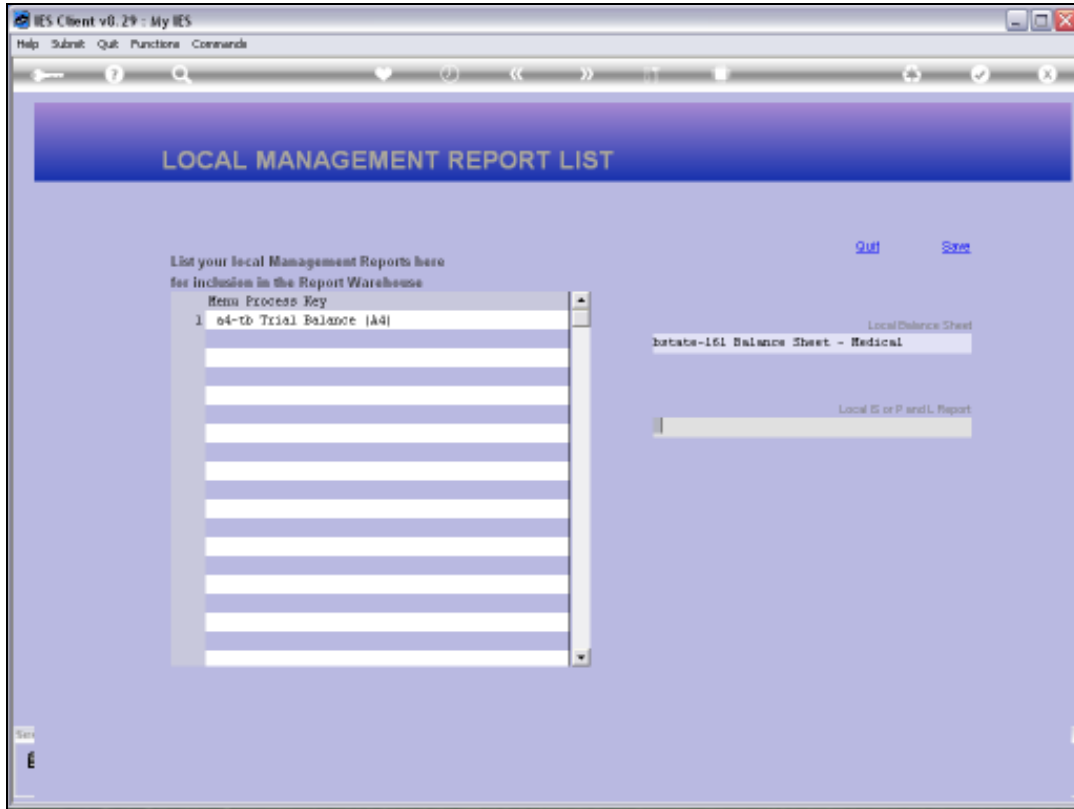 IES Client v8.29 : My IES
Help Submit Quit Functions Commands
LOCAL MANAGEMENT REPORT LIST
Quit Save
List your local Management Reports here
for inclusion in the Report Warehouse
Menu Process Key
1 a4-tb Trial Balance (A4)
Local Balance Sheet
bstate-161 Balance Sheet - Medical
Local IS or P and L Report